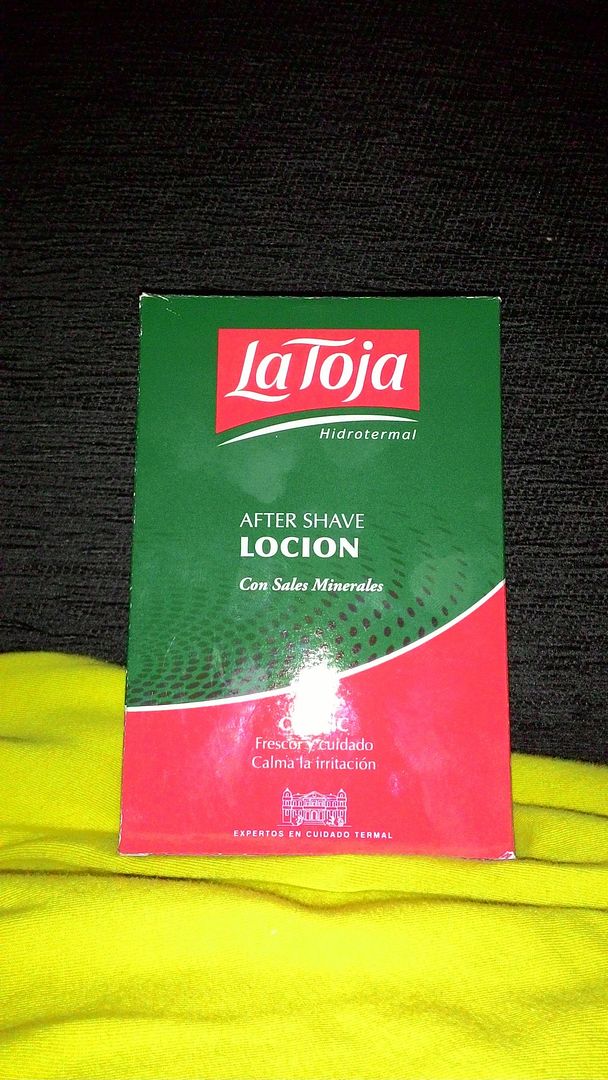 La Toja
Hidrotermal
AFTER SHAVE
LOCION
Con Sales Minerales
Frescor y cuidado
Calma la irritación
EXPERTOS EN CUIDADO TERMAL